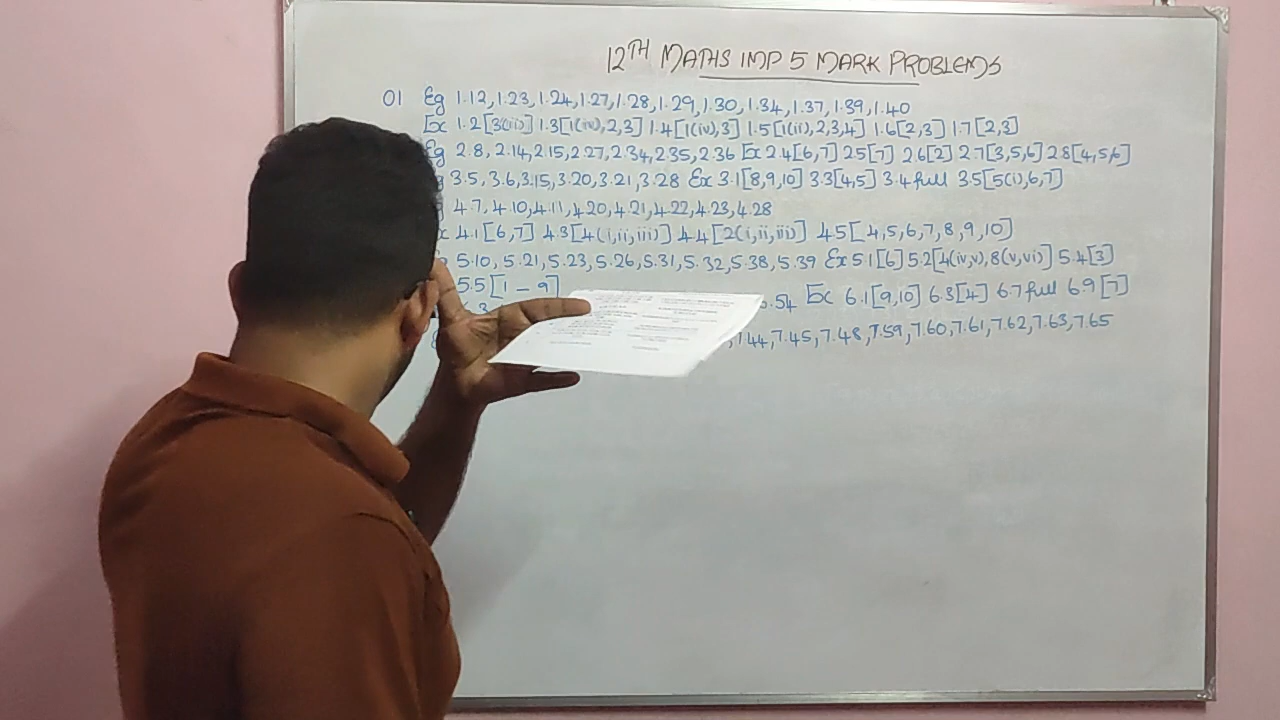 12TH MATHS IMP 5 MARK PROBLEMS
01 Eg 1.12, 1.23, 1.24, 1.27, 1.28, 1.29, 1.30, 1.34, 1.37, 1.39, 1.40
Ex 1.2[3(iii)] 1.3[1(iv),2,3] 1.4[1(iv),3] 1.5[1(ii),2,3,4] 1.6[2,3] 1.7[2,3]
Eg 2.8, 2.14, 2.15, 2.27, 2.34, 2.35, 2.36 Ex 2.4[6,7] 2.5[7] 2.6[2] 2.7[3,5,6] 2.8[4,5,6]
3.5, 3.6, 3.15, 3.20, 3.21, 3.28 Ex 3.1[8,9,10] 3.3[4,5] 3.4 full 3.5[5(i),6,7]
4.7, 4.10, 4.11, 4.20, 4.21, 4.22, 4.23, 4.28
4.1[6,7] 4.3[4(i,ii,iii)] 4.4[2(i,ii,iii)] 4.5[4,5,6,7,8,9,10]
5.10, 5.21, 5.23, 5.26, 5.31, 5.32, 5.38, 5.39 Ex 5.1[6] 5.2[4(iv,v),8(v,vi)] 5.4[3]
5.5[1-9]
.54 Ex 6.1[9,10] 6.3[4] 6.7 full 6.9[7]
7.44, 7.45, 7.48, 7.59, 7.60, 7.61, 7.62, 7.63, 7.65